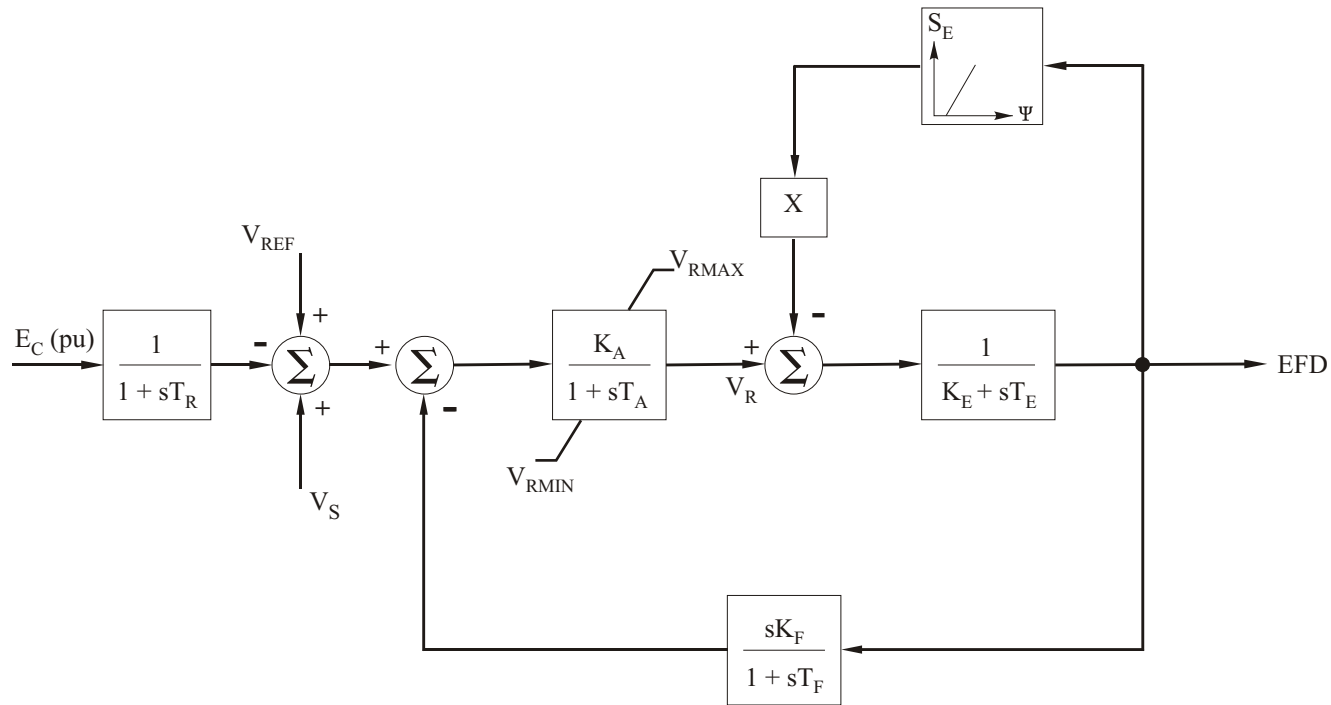 S_E
Ψ
X
V_REF
V_RMAX
E_C (pu)
1
1 + sT_R
-
+
Σ
+
+
Σ
-
K_A
1 + sT_A
+
V_R
-
Σ
1
K_E + sT_E
EFD
V_RMIN
V_S
sK_F
1 + sT_F